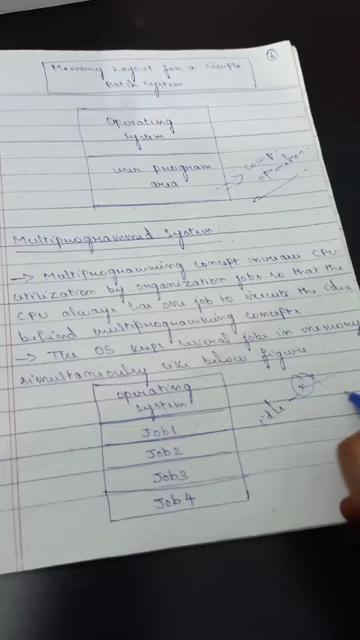 6
Memory Layout for a simple
Batch System
Operating
System
user program
area
Multiprogrammed System
→ Multiprogramming concept increase CPU
utilization by organization jobs so that the
CPU always has one job to execute the idea
behind multiprogramming concepts.
→ The OS keeps several jobs in memory
simultaneously like below figure.
operating
system
Job1
Job2
Job3
Job4
idle